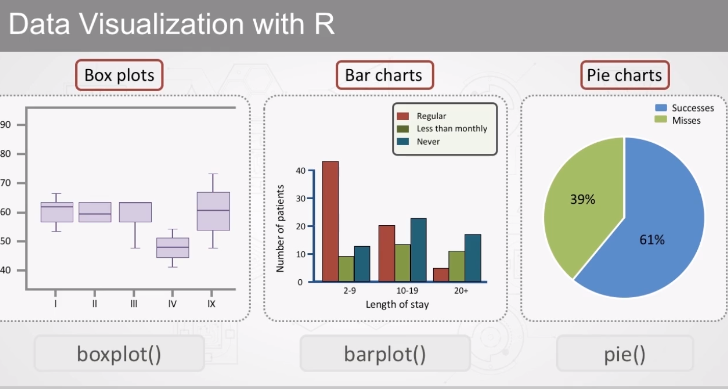 Data Visualization with R
Box plots
90
80
70
60
50
40
I II III IV IX
boxplot()
Bar charts
Regular
Less than monthly
Never
Number of patients
40
30
20
10
0
2-9 10-19 20+
Length of stay
barplot()
Pie charts
Successes
Misses
39%
61%
pie()